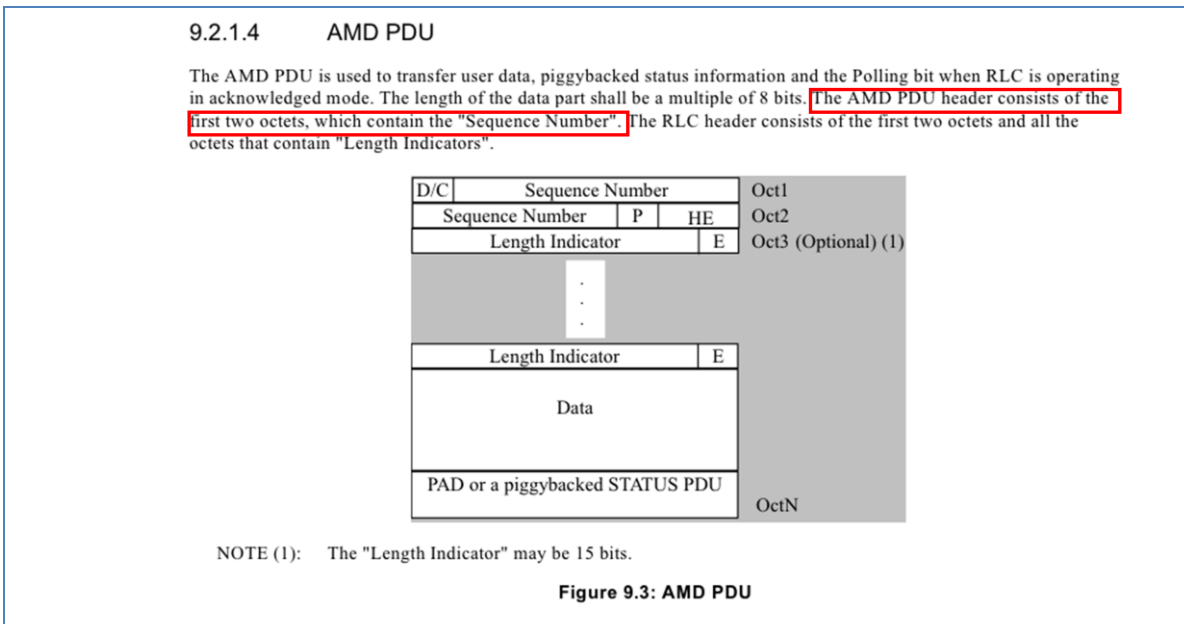 9.2.1.4 AMD PDU
The AMD PDU is used to transfer user data, piggybacked status information and the Polling bit when RLC is operating
in acknowledged mode. The length of the data part shall be a multiple of 8 bits. The AMD PDU header consists of the
first two octets, which contain the "Sequence Number". The RLC header consists of the first two octets and all the
octets that contain "Length Indicators".
D/C Sequence Number Oct1
Sequence Number P HE Oct2
Length Indicator E Oct3 (Optional) (1)
.
.
.
Length Indicator E
Data
PAD or a piggybacked STATUS PDU
OctN
NOTE (1): The "Length Indicator" may be 15 bits.
Figure 9.3: AMD PDU